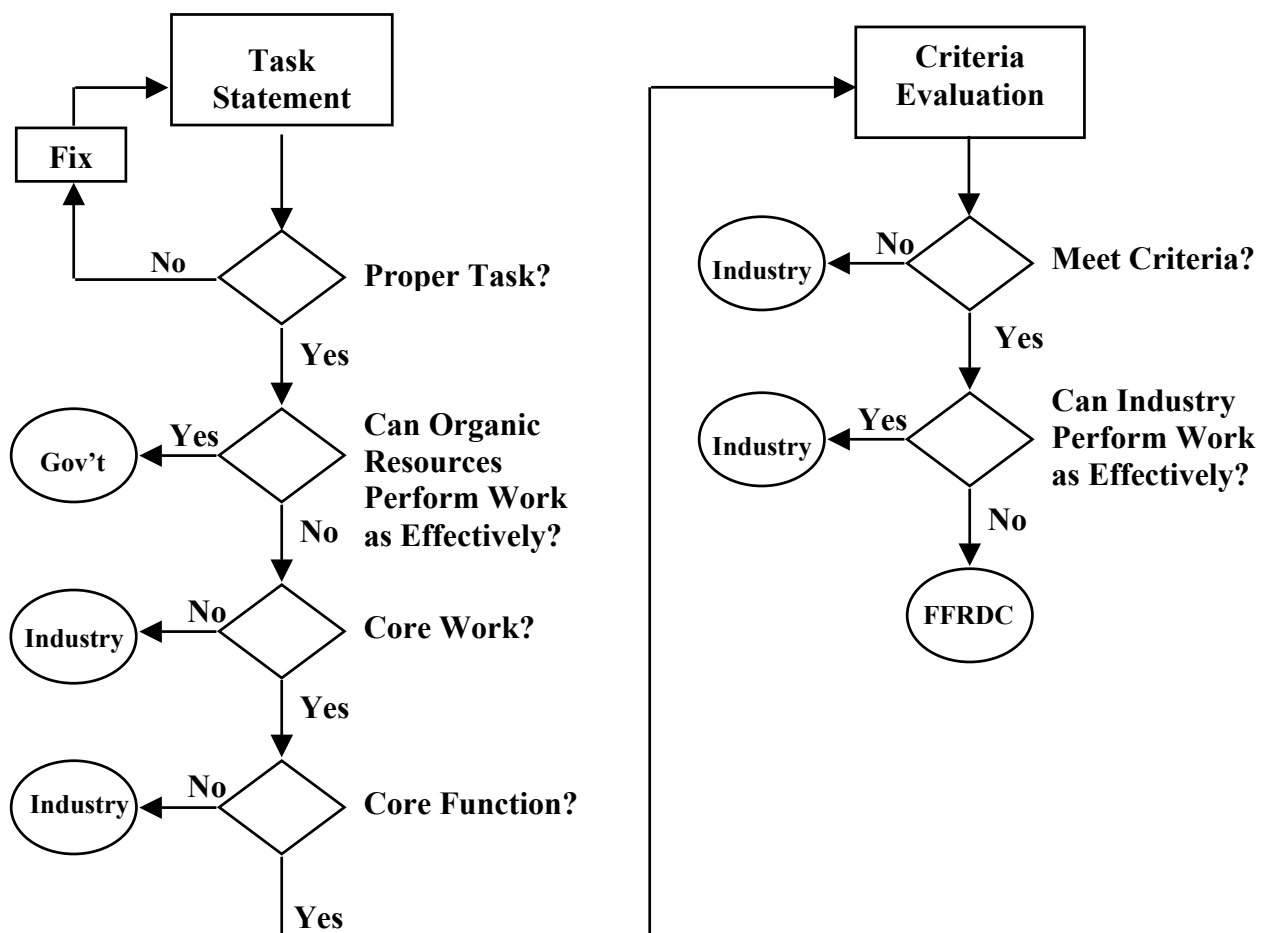 Task
Statement
Fix
No
Proper Task?
Yes
Gov't
Yes
Can Organic
Resources
Perform Work
as Effectively?
No
Industry
No
Core Work?
Yes
Industry
No
Core Function?
Yes
Criteria
Evaluation
Industry
No
Meet Criteria?
Yes
Industry
Yes
Can Industry
Perform Work
as Effectively?
No
FFRDC